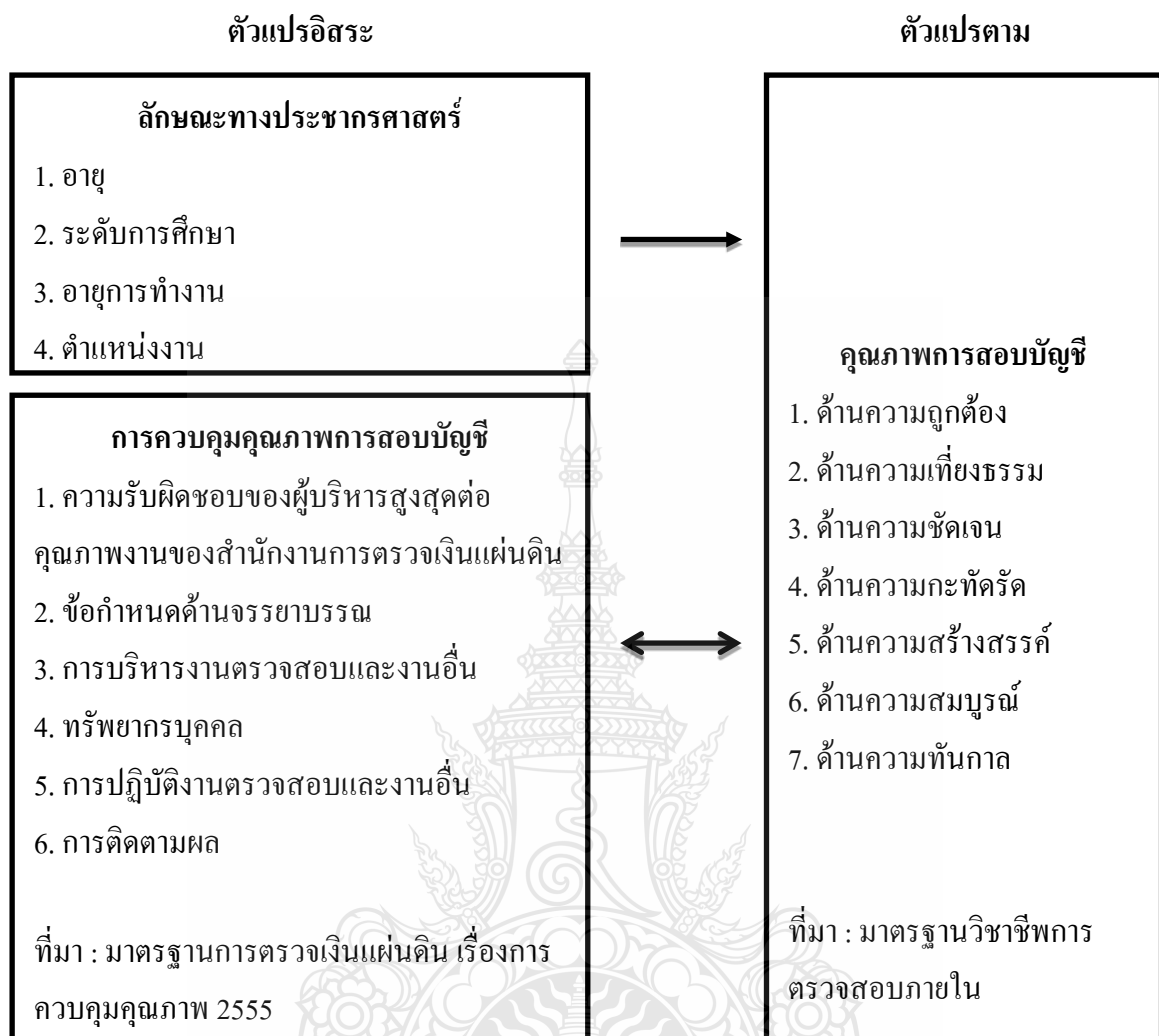 ตัวแปรอิสระ
ตัวแปรตาม
ลักษณะทางประชากรศาสตร์
1. อายุ
2. ระดับการศึกษา
3. อายุการทำงาน
4. ตำแหน่งงาน
การควบคุมคุณภาพการสอบบัญชี
1. ความรับผิดชอบของผู้บริหารสูงสุดต่อ
คุณภาพงานของสำนักงานการตรวจเงินแผ่นดิน
2. ข้อกำหนดด้านจรรยาบรรณ
3. การบริหารงานตรวจสอบและงานอื่น
4. ทรัพยากรบุคคล
5. การปฏิบัติงานตรวจสอบและงานอื่น
6. การติดตามผล
ที่มา : มาตรฐานการตรวจเงินแผ่นดิน เรื่องการ
ควบคุมคุณภาพ 2555
คุณภาพการสอบบัญชี
1. ด้านความถูกต้อง
2. ด้านความเที่ยงธรรม
3. ด้านความชัดเจน
4. ด้านความกะทัดรัด
5. ด้านความสร้างสรรค์
6. ด้านความสมบูรณ์
7. ด้านความทันกาล
ที่มา : มาตรฐานวิชาชีพการ
ตรวจสอบภายใน